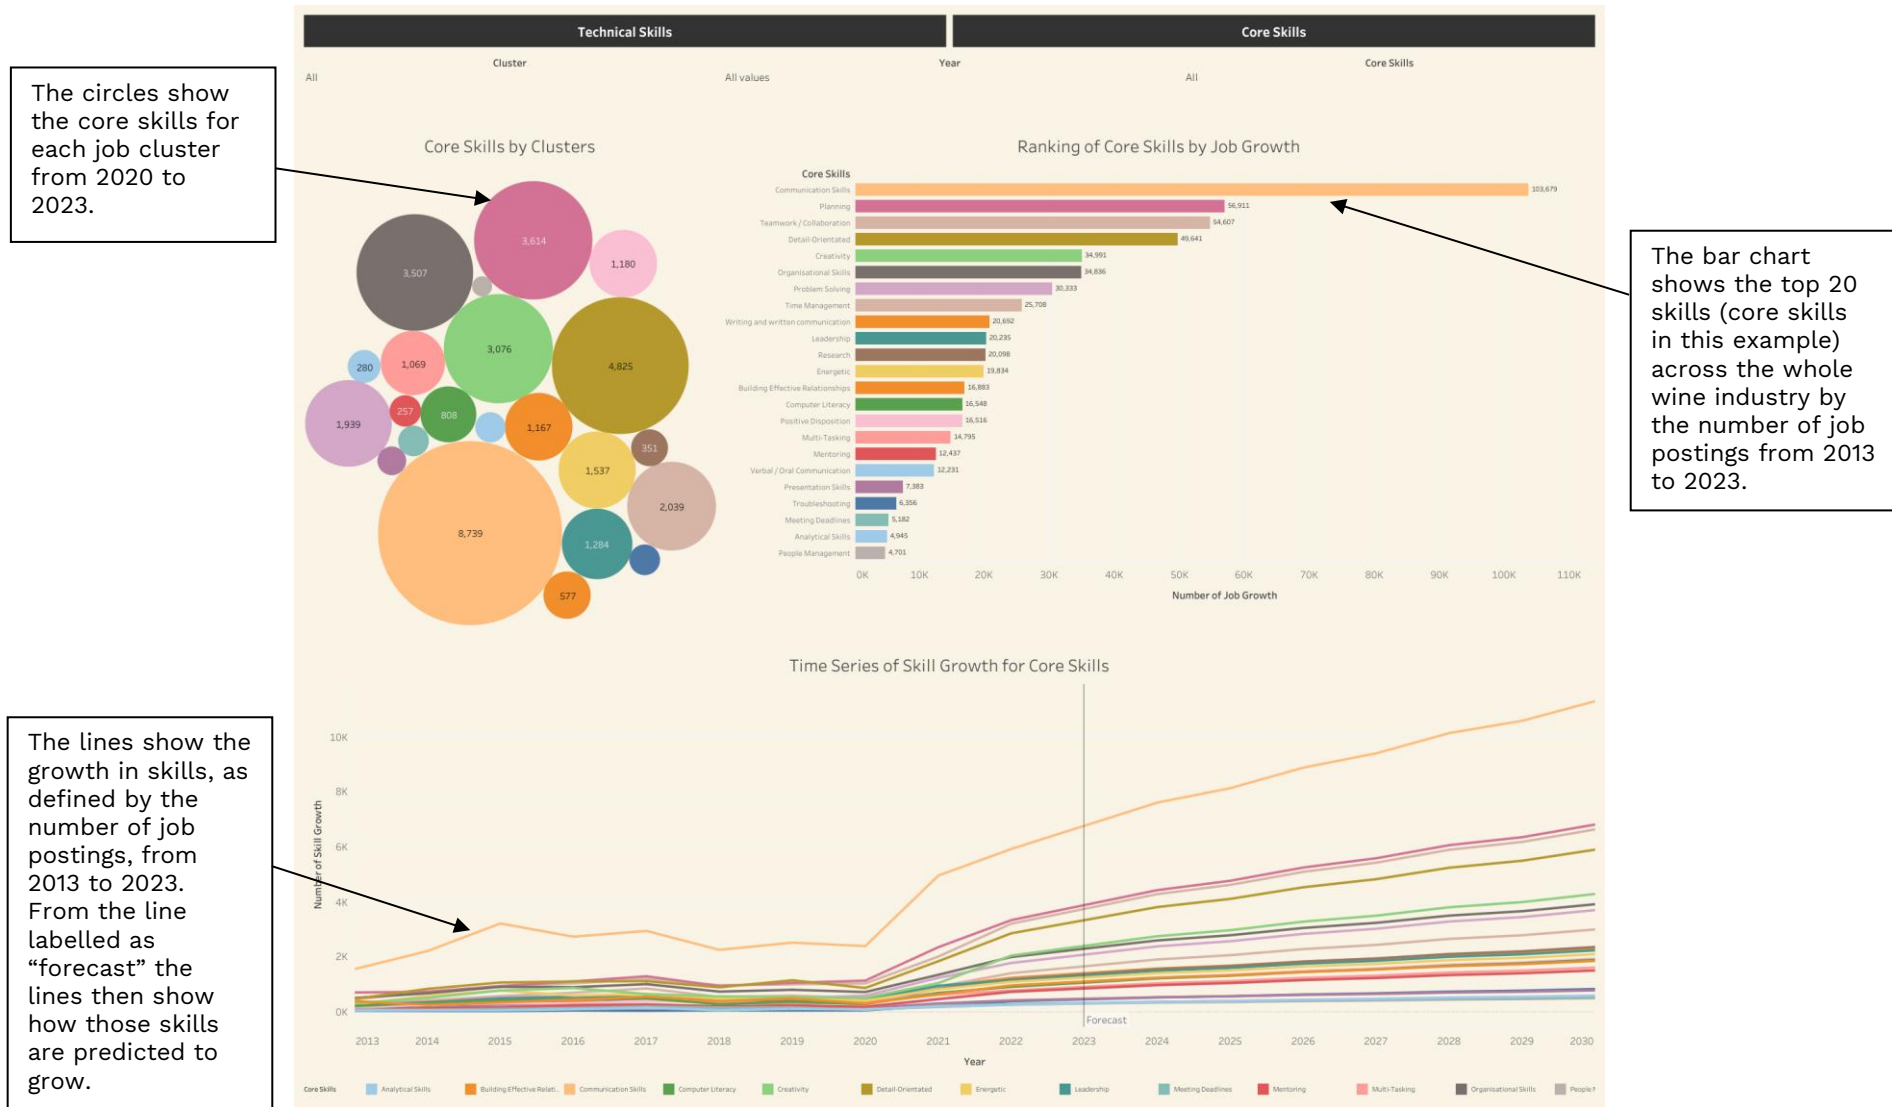 Technical Skills
Core Skills
Cluster
Year
Core Skills
All
All values
All
The circles show
the core skills for
each job cluster
from 2020 to
2023.
Core Skills by Clusters
3,614
3,507
1,180
3,076
4,825
280
1,069
257
808
1,939
1,167
351
1,537
2,039
8,739
1,284
577
Ranking of Core Skills by Job Growth
Core Skills
Communication Skills 103,679
Planning 56,911
Teamwork / Collaboration 54,607
Detail-Orientated 49,641
Creativity 34,991
Organisational Skills 34,836
Problem Solving 30,333
Time Management 25,708
Writing and written communication 20,692
Leadership 20,235
Research 20,098
Energetic 19,834
Building Effective Relationships 16,883
Computer Literacy 16,548
Positive Disposition 16,516
Multi-Tasking 14,795
Mentoring 12,437
Verbal / Oral Communication 12,231
Presentation Skills 7,383
Troubleshooting 6,356
Meeting Deadlines 5,182
Analytical Skills 4,945
People Management 4,701
0K 10K 20K 30K 40K 50K 60K 70K 80K 90K 100K 110K
Number of Job Growth
The bar chart
shows the top 20
skills (core skills
in this example)
across the whole
wine industry by
the number of job
postings from 2013
to 2023.
Time Series of Skill Growth for Core Skills
The lines show the
growth in skills, as
defined by the
number of job
postings, from
2013 to 2023.
From the line
labelled as
“forecast” the
lines then show
how those skills
are predicted to
grow.
Number of Skill Growth
10K
8K
6K
4K
2K
0K
Forecast
2013 2014 2015 2016 2017 2018 2019 2020 2021 2022 2023 2024 2025 2026 2027 2028 2029 2030
Year
Core Skills Analytical Skills Building Effective Relati.. Communication Skills Computer Literacy Creativity Detail-Orientated Energetic Leadership Meeting Deadlines Mentoring Multi-Tasking Organisational Skills People